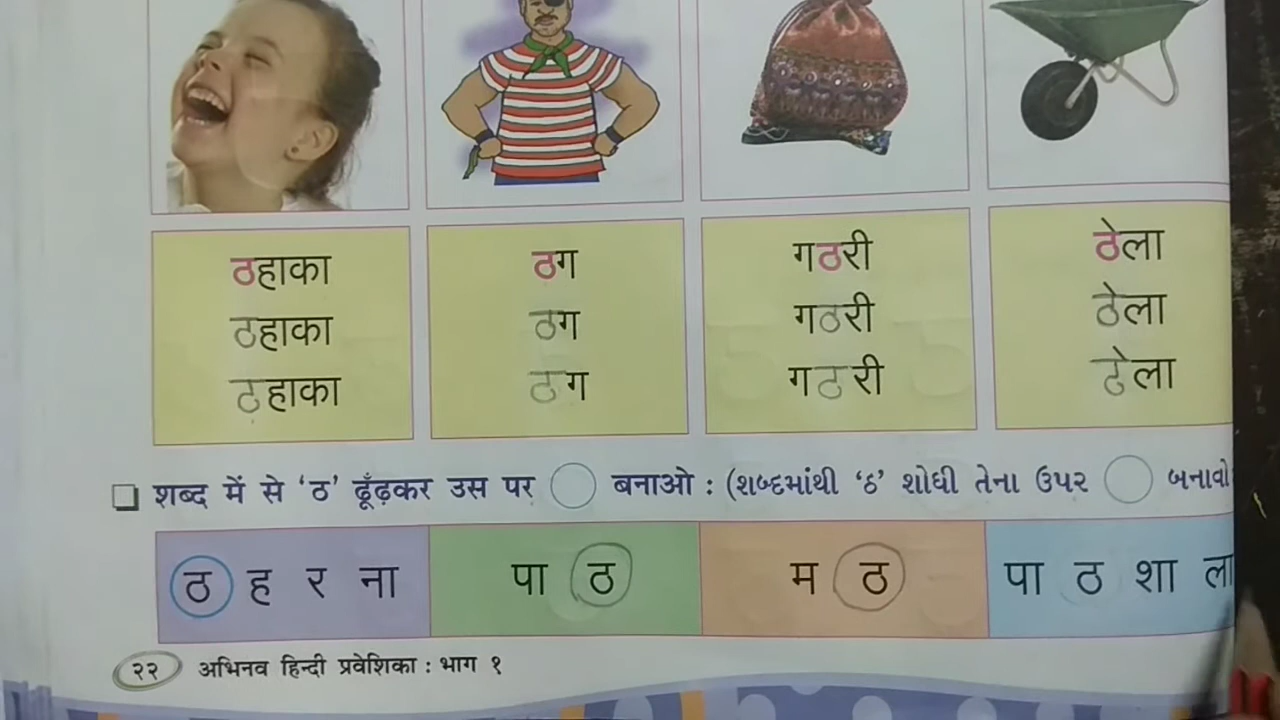 ठहाका ठग गठरी ठेला
ठहाका ठग गठरी ठेला
ठहाका ठग गठरी ठेला
शब्द में से ‘ठ’ ढूँढ़कर उस पर बनाओ : (શબ્દમાંથી ‘ઠ’ શોધી તેના ઉપર બનાવો
ठ ह र ना पा ठ म ठ पा ठ शा ला
२२ अभिनव हिन्दी प्रवेशिका : भाग १